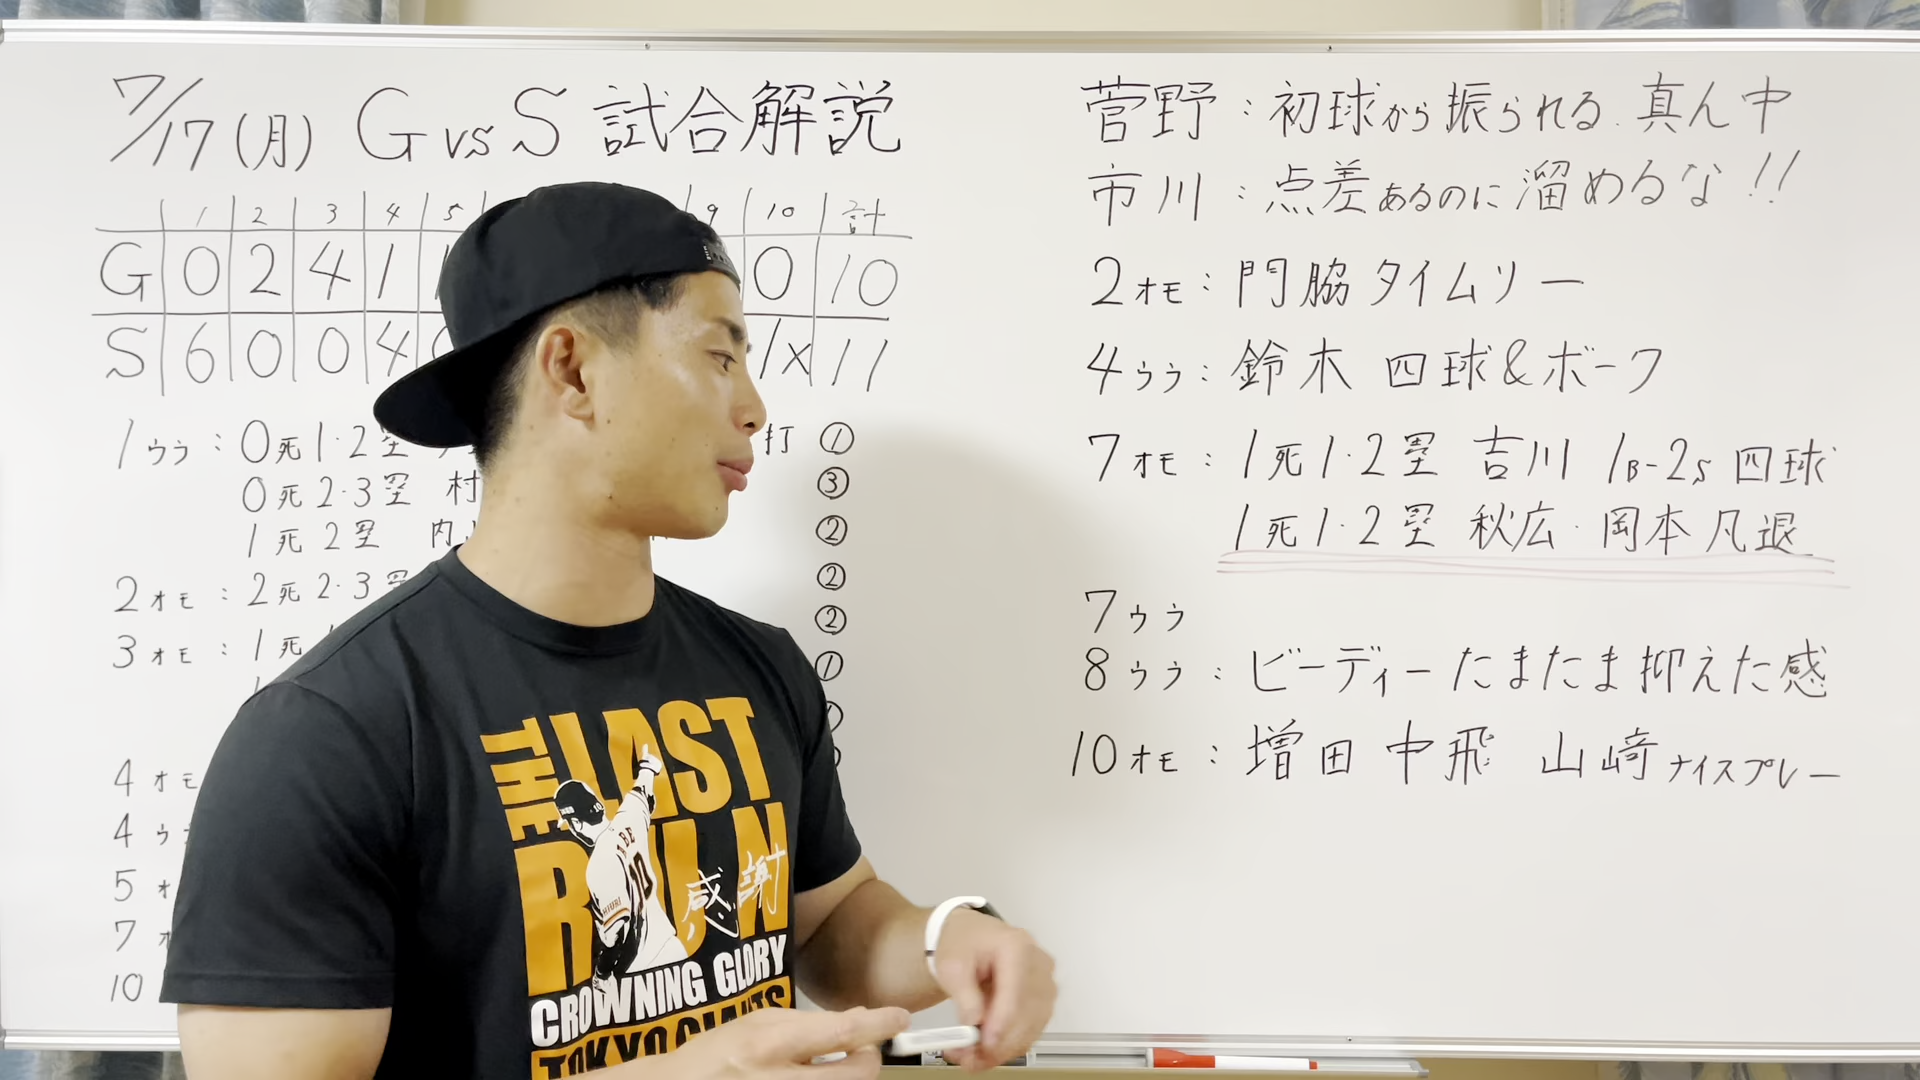 7/17(月) G vs S 試合解説
1 2 3 4 5 9 10 計
G 0 2 4 1 0 10
S 6 0 0 4 1x 11
1ウラ : 0死1・2塁 打 ①
0死2・3塁 村 ③
1死2塁 内 ②
2オモ : 2死2・3塁 ②
3オモ : 1死 ②
①
4オモ
4ウ
5オ
7オ
10
菅野 : 初球から振られる 真ん中
市川 : 点差あるのに溜めるな!!
2オモ : 門脇タイムリー
4ウラ : 鈴木 四球&ボーク
7オモ : 1死1・2塁 吉川 1B-2S 四球
1死1・2塁 秋広・岡本凡退
7ウラ
8ウラ : ビーディーたまたま抑えた感
10オモ : 増田 中飛 山崎ナイスプレー
THE LAST
RUN
感謝
ABE
10
CROWNING GLORY
TOKYO GIANTS